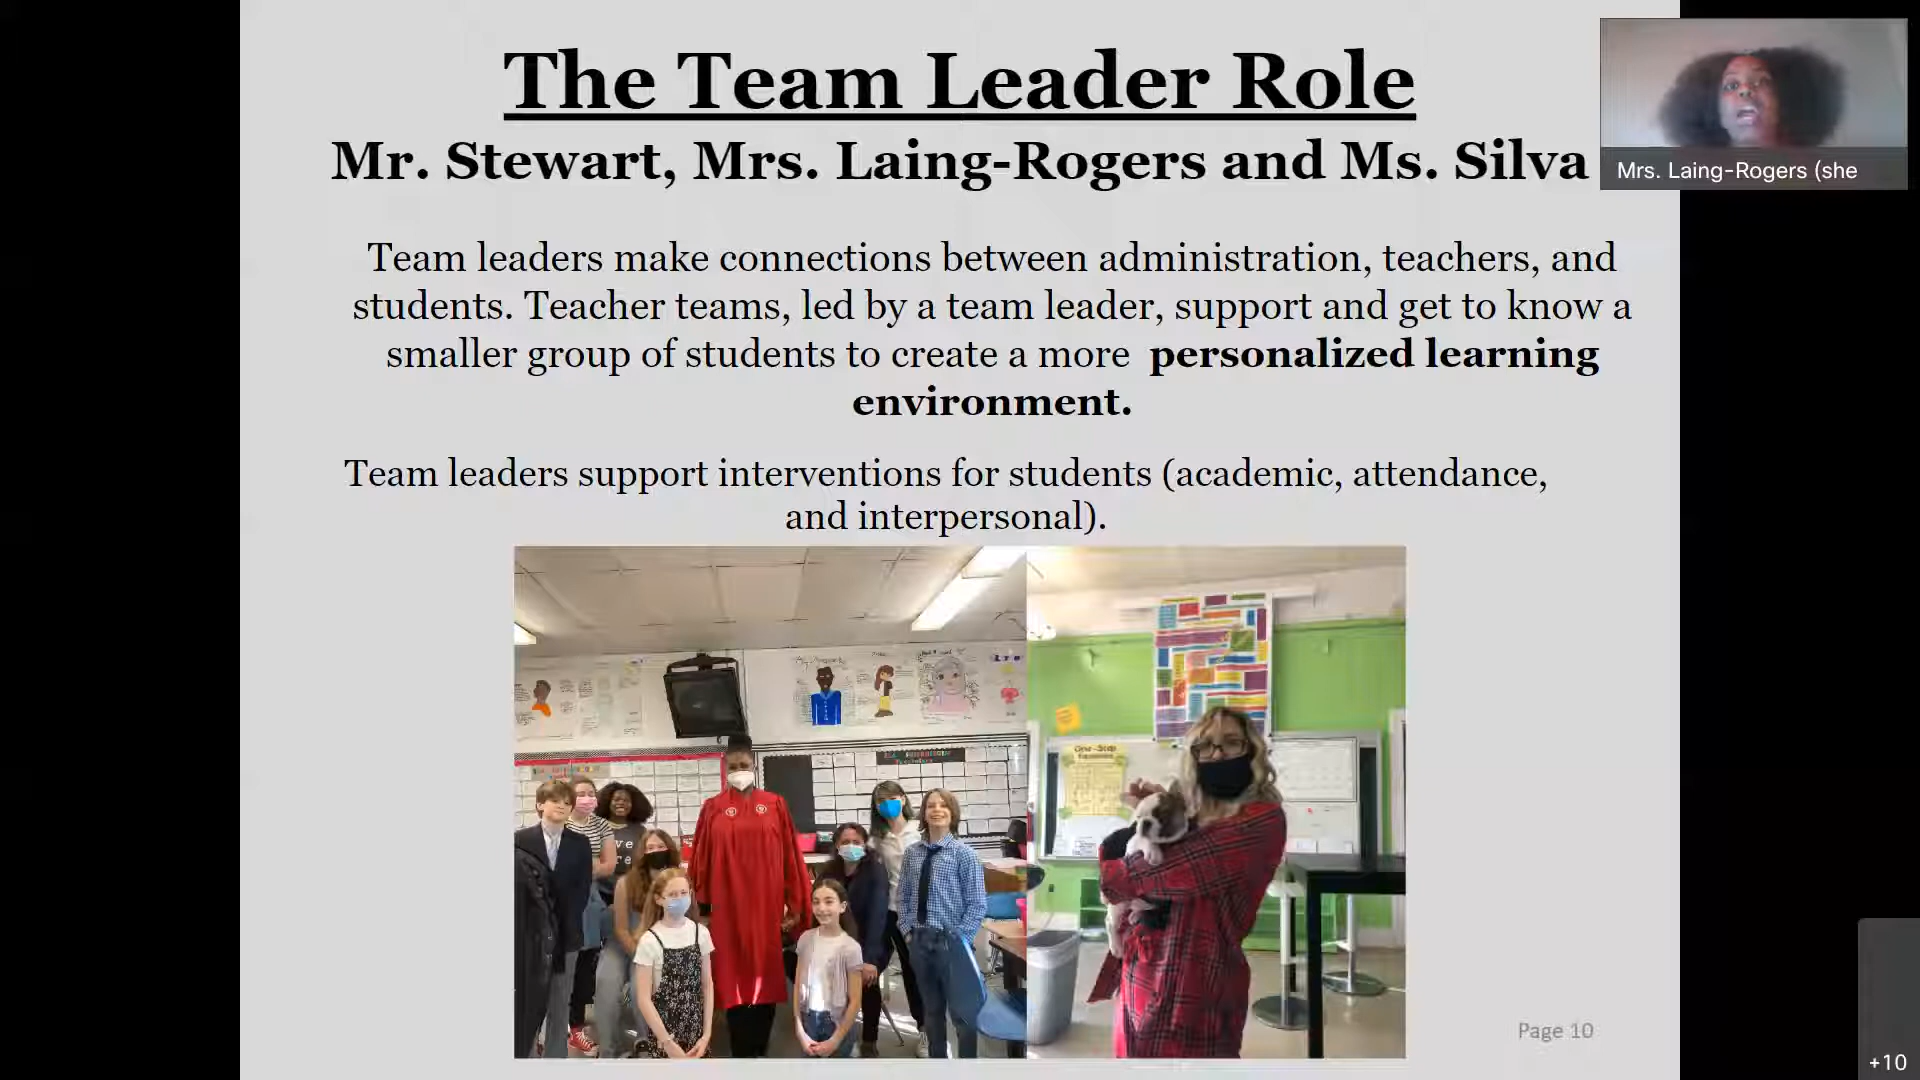 The Team Leader Role
Mr. Stewart, Mrs. Laing-Rogers and Ms. Silva
Mrs. Laing-Rogers (she
Team leaders make connections between administration, teachers, and
students. Teacher teams, led by a team leader, support and get to know a
smaller group of students to create a more personalized learning
environment.
Team leaders support interventions for students (academic, attendance,
and interpersonal).
One-Step
Page 10
+10